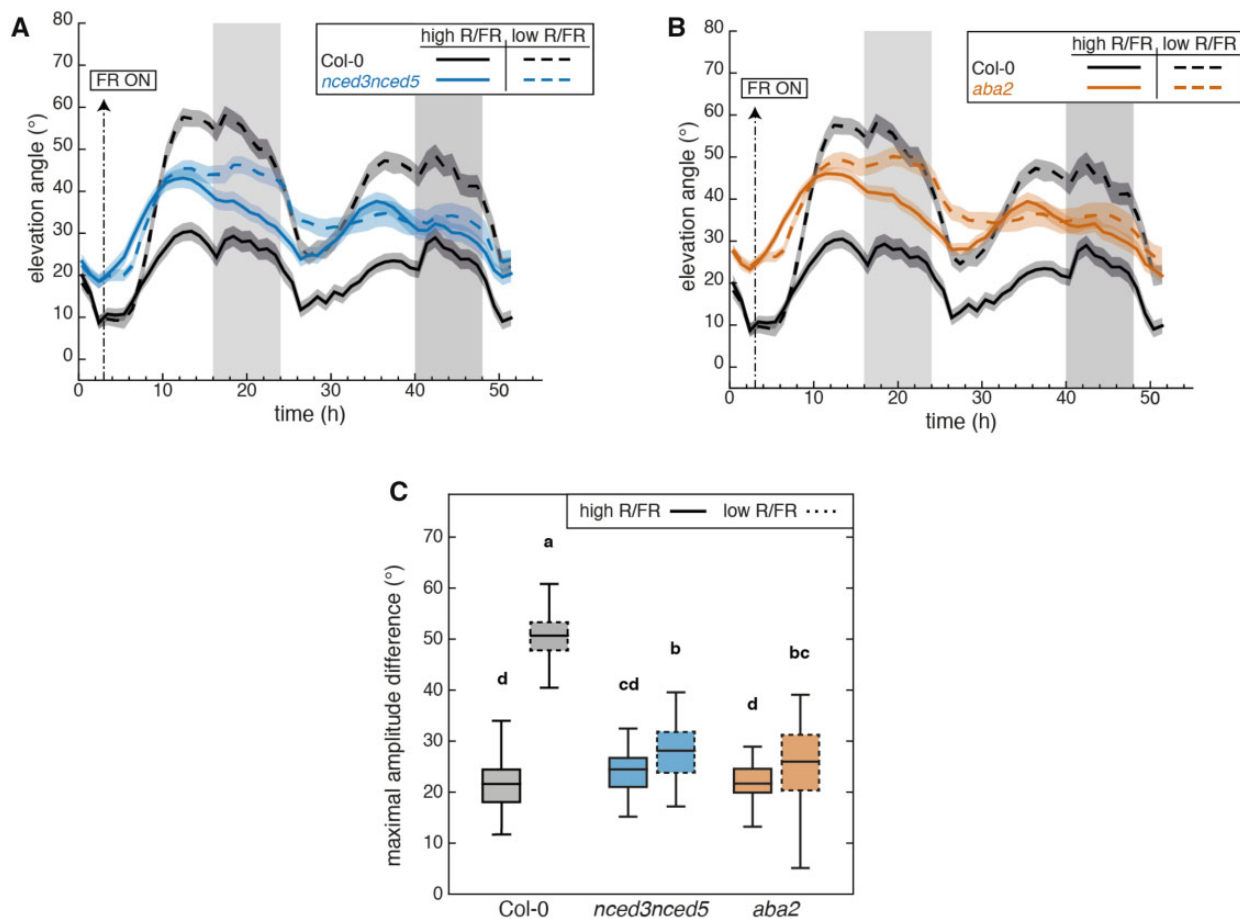 A
80
70
60
50
40
30
20
10
0
elevation angle (°)
FR ON
high R/FR low R/FR
Col-0
nced3nced5
0 10 20 30 40 50
time (h)
B
80
70
60
50
40
30
20
10
0
elevation angle (°)
FR ON
high R/FR low R/FR
Col-0
aba2
0 10 20 30 40 50
time (h)
C
high R/FR low R/FR
70
60
50
40
30
20
10
0
maximal amplitude difference (°)
d a cd b d bc
Col-0 nced3nced5 aba2